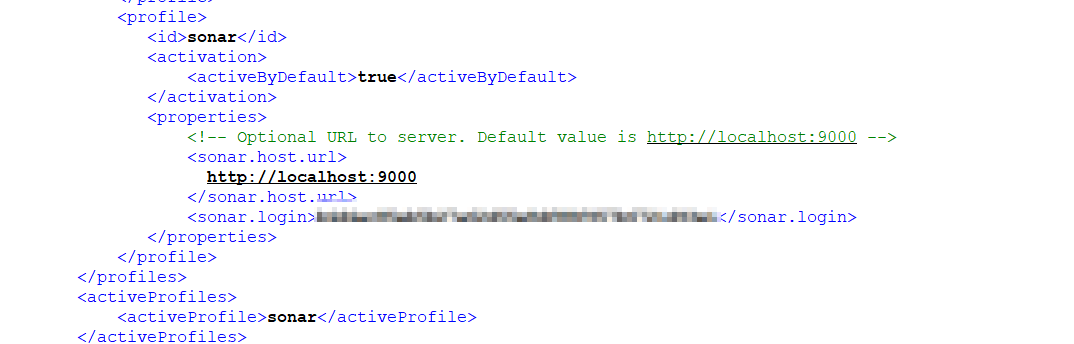 </profile>
<profile>
<id>sonar</id>
<activation>
<activeByDefault>true</activeByDefault>
</activation>
<properties>
<!-- Optional URL to server. Default value is http://localhost:9000 -->
<sonar.host.url>
http://localhost:9000
</sonar.host.url>
<sonar.login></sonar.login>
</properties>
</profile>
</profiles>
<activeProfiles>
<activeProfile>sonar</activeProfile>
</activeProfiles>